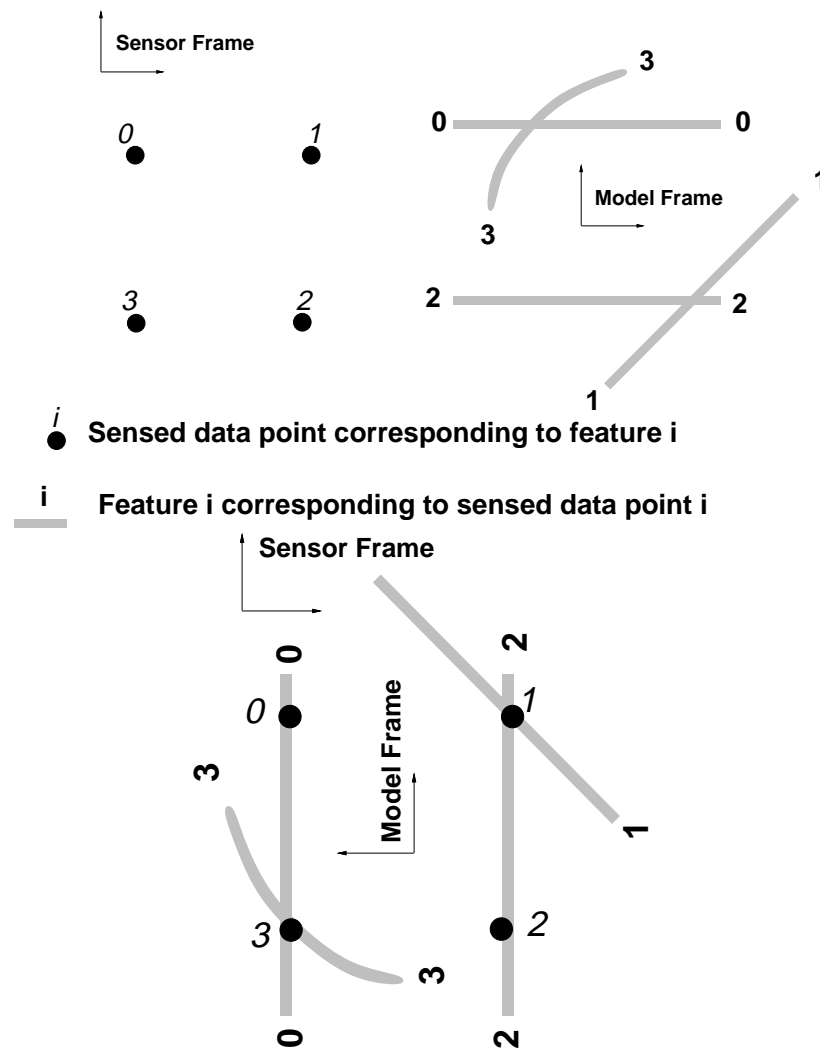 Sensor Frame
3
0
1
0
0
1
Model Frame
3
3
2
2
2
1
i
Sensed data point corresponding to feature i
i
Feature i corresponding to sensed data point i
Sensor Frame
0
2
0
1
Model Frame
3
1
3
2
3
0
2